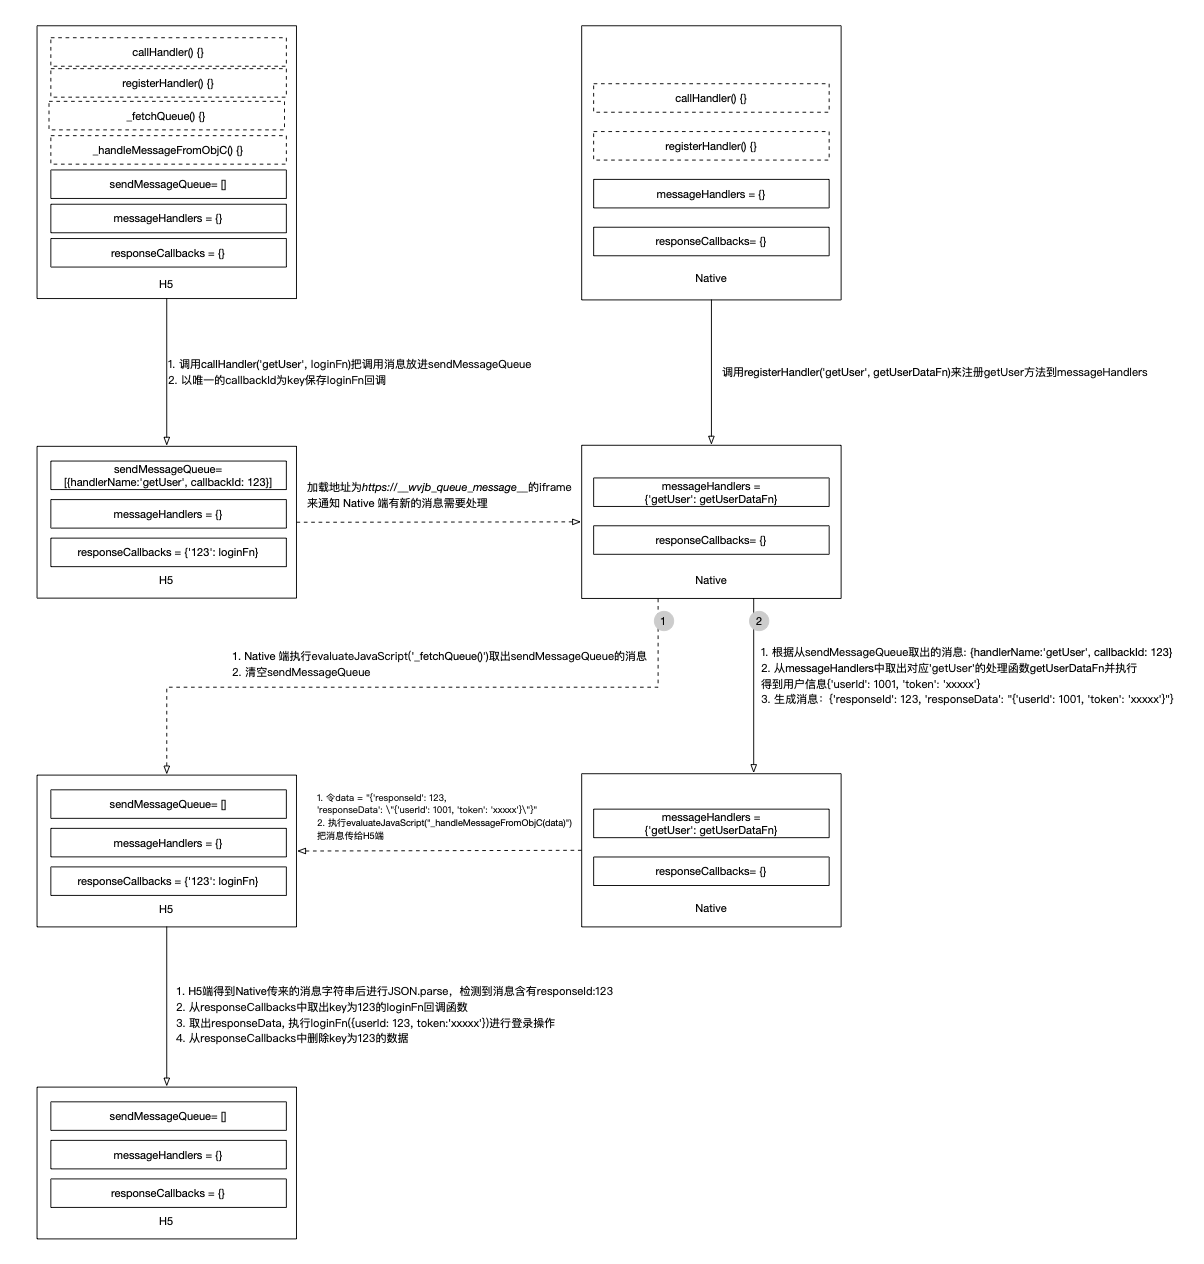 callHandler() {}
registerHandler() {}
_fetchQueue() {}
_handleMessageFromObjC() {}
sendMessageQueue= []
messageHandlers = {}
responseCallbacks = {}
H5
callHandler() {}
registerHandler() {}
messageHandlers = {}
responseCallbacks= {}
Native
1. 调用callHandler('getUser', loginFn)把调用消息放进sendMessageQueue
2. 以唯一的callbackId为key保存loginFn回调
调用registerHandler('getUser', getUserDataFn)来注册getUser方法到messageHandlers
sendMessageQueue=
[{handlerName:'getUser', callbackId: 123}]
messageHandlers = {}
responseCallbacks = {'123': loginFn}
H5
加载地址为https://__wvjb_queue_message__的iframe
来通知 Native 端有新的消息需要处理
messageHandlers =
{'getUser': getUserDataFn}
responseCallbacks= {}
Native
1
2
1. Native 端执行evaluateJavaScript('_fetchQueue()')取出sendMessageQueue的消息
2. 清空sendMessageQueue
1. 根据从sendMessageQueue取出的消息: {handlerName:'getUser', callbackId: 123}
2. 从messageHandlers中取出对应'getUser'的处理函数getUserDataFn并执行
得到用户信息{'userId': 1001, 'token': 'xxxxx'}
3. 生成消息：{'responseId': 123, 'responseData': "{'userId': 1001, 'token': 'xxxxx'}"}
sendMessageQueue= []
messageHandlers = {}
responseCallbacks = {'123': loginFn}
H5
1. 令data = "{'responseId': 123,
'responseData': \"{'userId': 1001, 'token': 'xxxxx'}\"}"
2. 执行evaluateJavaScript("_handleMessageFromObjC(data)")
把消息传给H5端
messageHandlers =
{'getUser': getUserDataFn}
responseCallbacks= {}
Native
1. H5端得到Native传来的消息字符串后进行JSON.parse，检测到消息含有responseId:123
2. 从responseCallbacks中取出key为123的loginFn回调函数
3. 取出responseData, 执行loginFn({userId: 123, token:'xxxxx'})进行登录操作
4. 从responseCallbacks中删除key为123的数据
sendMessageQueue= []
messageHandlers = {}
responseCallbacks = {}
H5